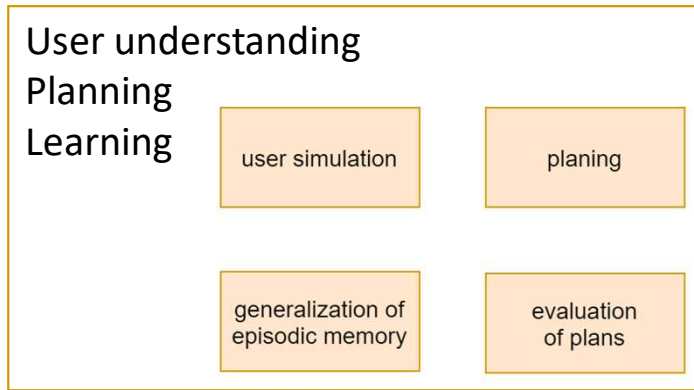 User understanding
Planning
Learning
user simulation
planing
generalization of
episodic memory
evaluation
of plans